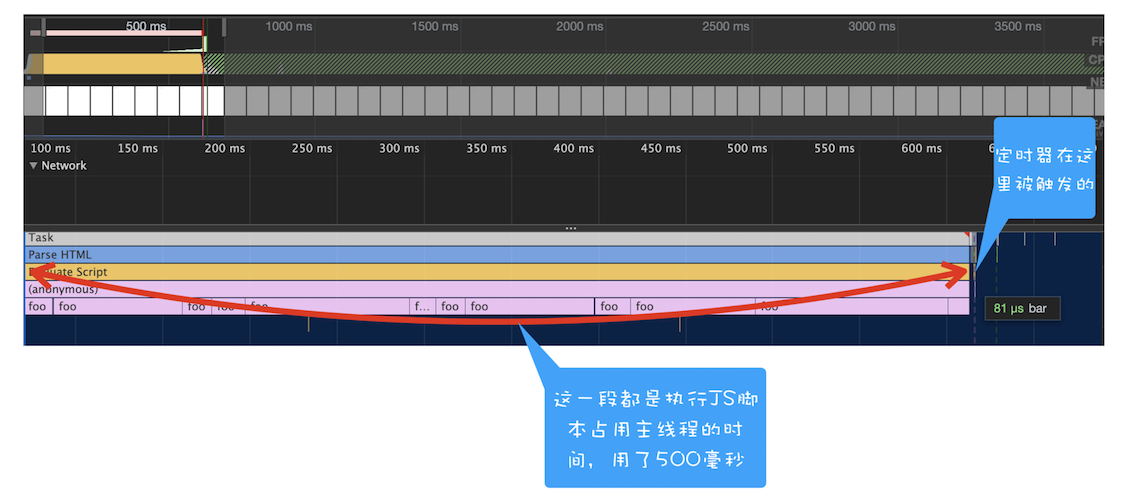 500 ms 1000 ms 1500 ms 2000 ms 2500 ms 3000 ms 3500 ms
CP
NE
100 ms 150 ms 200 ms 250 ms 300 ms 350 ms 400 ms 450 ms 500 ms 550 ms 600 ms
定时器在这
里被触发的
Network
Task
Parse HTML
Script
(anonymous)
foo foo foo foo foo f... foo foo foo foo foo
81 μs bar
这一段都是执行JS脚
本占用主线程的时
间，用了500毫秒